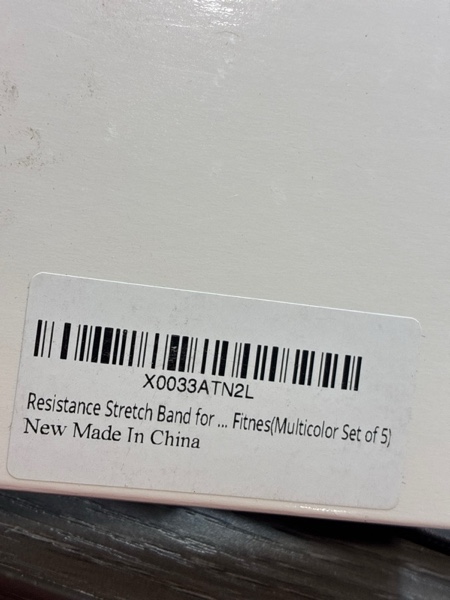 X0033ATN2L
Resistance Stretch Band for ... Fitnes(Multicolor Set of 5)
New Made In China